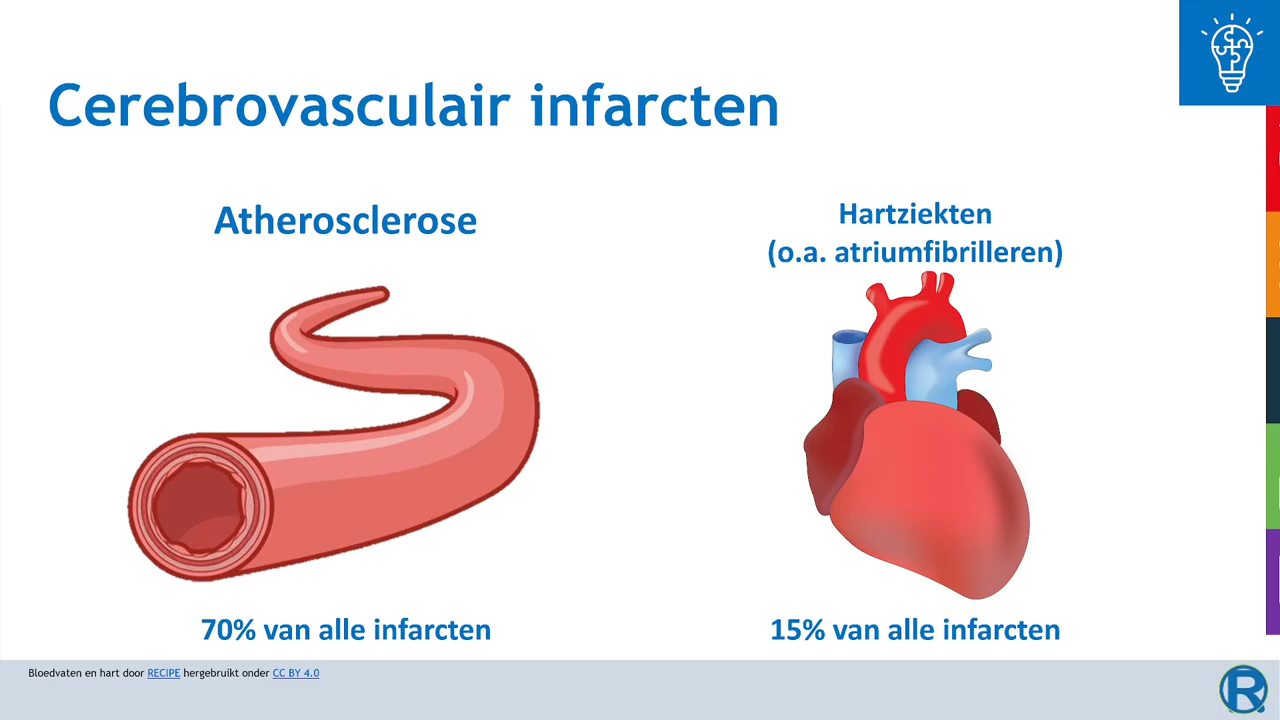 Cerebrovasculair infarcten
Atherosclerose
Hartziekten
(o.a. atriumfibrilleren)
70% van alle infarcten
15% van alle infarcten
Bloedvaten en hart door RECIPE hergebruikt onder CC BY 4.0
R